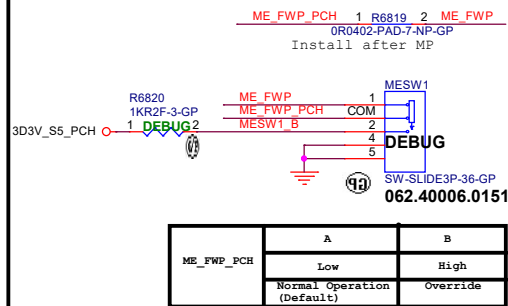 ME_FWP_PCH 1 R6819 2 ME_FWP
0R0402-PAD-7-NP-GP
Install after MP
MESW1
R6820
1KR2F-3-GP
ME_FWP 1
ME_FWP_PCH COM
3D3V_S5_PCH 1 DEBUG 2 MESW1_B 2
4 DEBUG
5
SW-SLIDE3P-36-GP
062.40006.0151
A B
ME_FWP_PCH Low High
Normal Operation (Default) Override